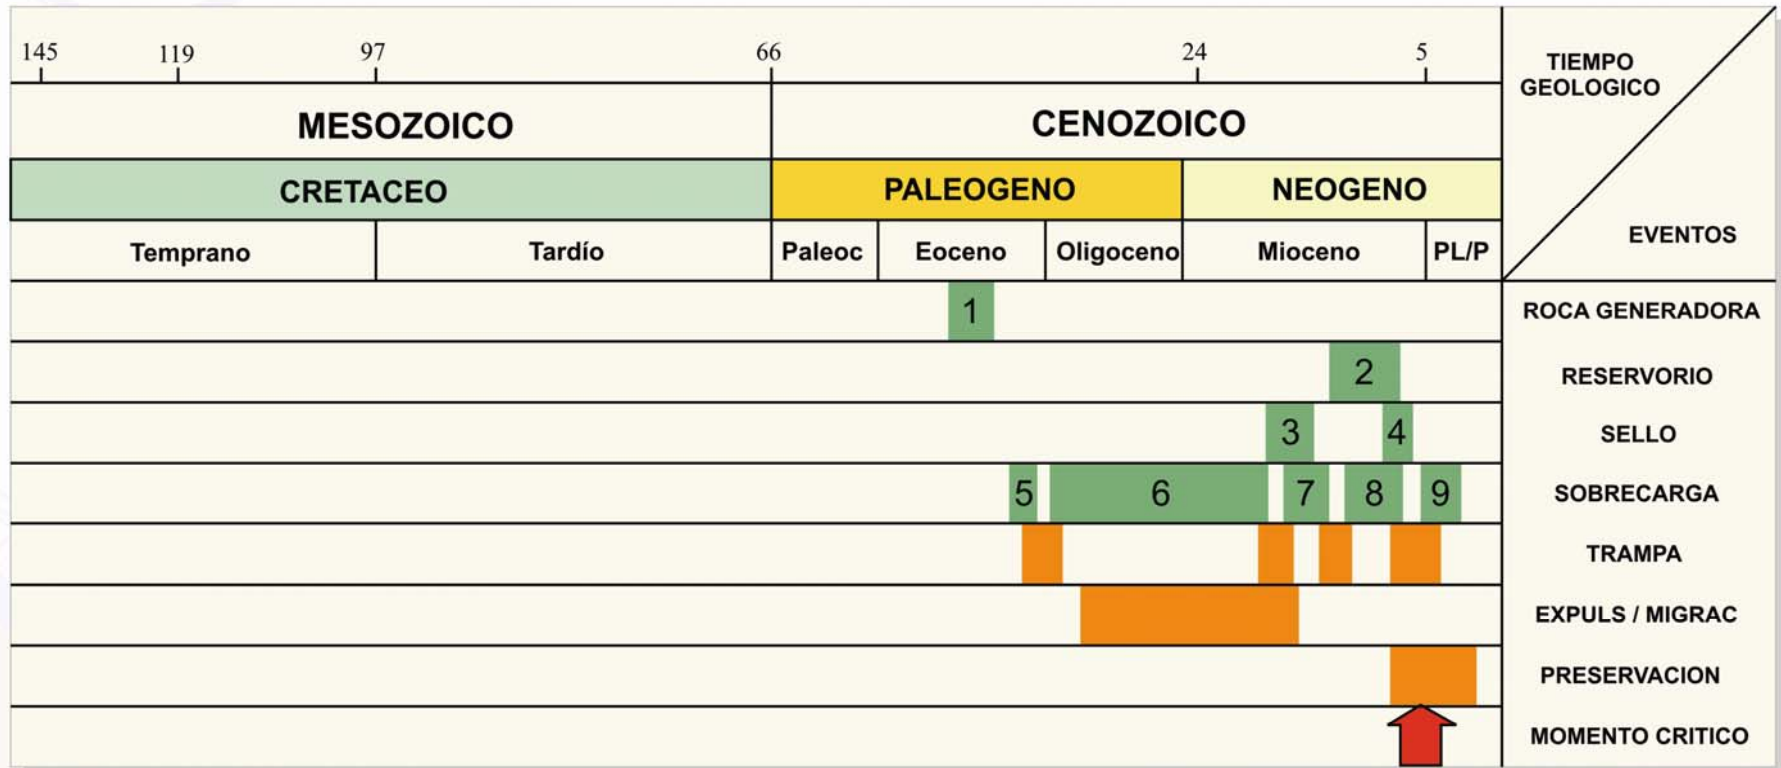 145 119 97 66 24 5
TIEMPO
GEOLOGICO
MESOZOICO CENOZOICO
CRETACEO PALEOGENO NEOGENO
EVENTOS
Temprano Tardío Paleoc Eoceno Oligoceno Mioceno PL/P
1 ROCA GENERADORA
2 RESERVORIO
3 4 SELLO
5 6 7 8 9 SOBRECARGA
TRAMPA
EXPULS / MIGRAC
PRESERVACION
MOMENTO CRITICO